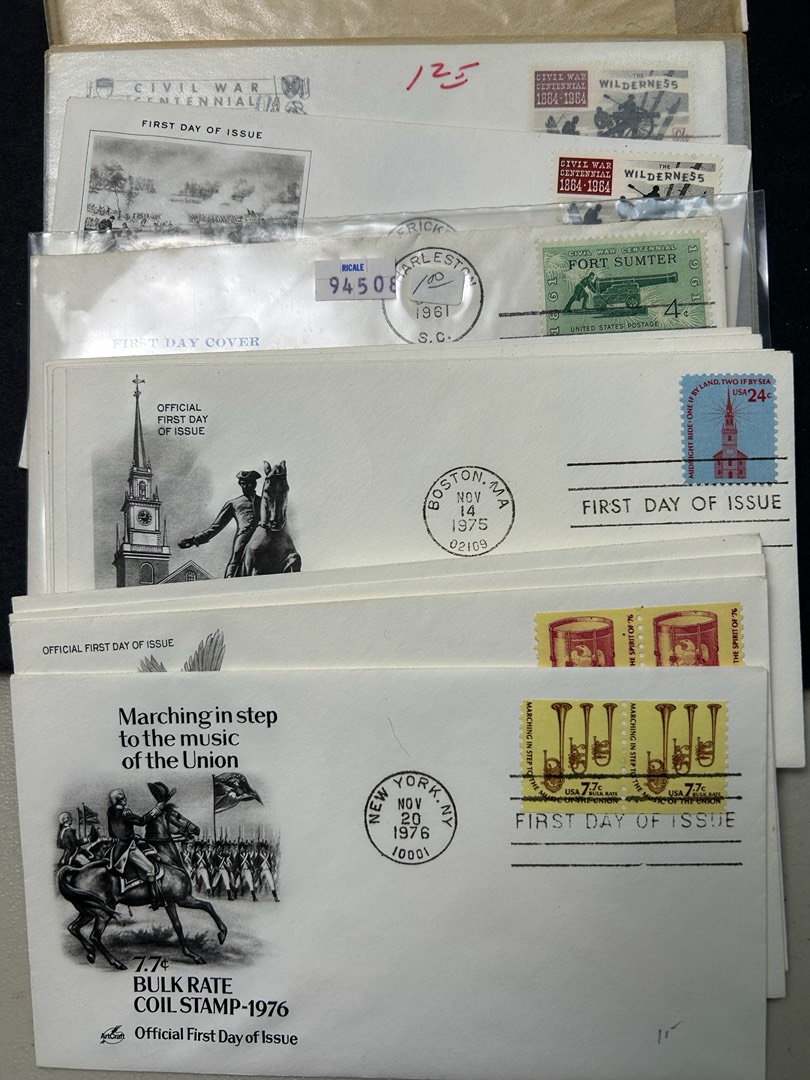 CIVIL WAR
CENTENNIAL
125
CIVIL WAR
CENTENNIAL
1864-1964
THE
WILDERNESS
FIRST DAY OF ISSUE
CIVIL WAR
CENTENNIAL
1864-1964
THE
WILDERNESS
RICALE
94508
1.00
ARLESTON
1961
S.C.
CIVIL WAR CENTENNIAL
FORT SUMTER
1861
1961
4¢
UNITED STATES POSTAGE
FIRST DAY COVER
OFFICIAL
FIRST DAY
OF ISSUE
BOSTON, MA
NOV
14
1975
02109
MIDNIGHT RIDE · ONE IF BY LAND, TWO IF BY SEA
USA 24c
FIRST DAY OF ISSUE
OFFICIAL FIRST DAY OF ISSUE
THE SPIRIT OF '76
THE SPIRIT OF '76
Marching in step
to the music
of the Union
NEW YORK, NY
NOV
20
1976
10001
MARCHING IN STEP TO THE MUSIC OF THE UNION
USA 7.7c
BULK RATE
MARCHING IN STEP TO THE MUSIC OF THE UNION
USA 7.7c
BULK RATE
FIRST DAY OF ISSUE
7.7¢
BULK RATE
COIL STAMP-1976
ArtCraft
Official First Day of Issue